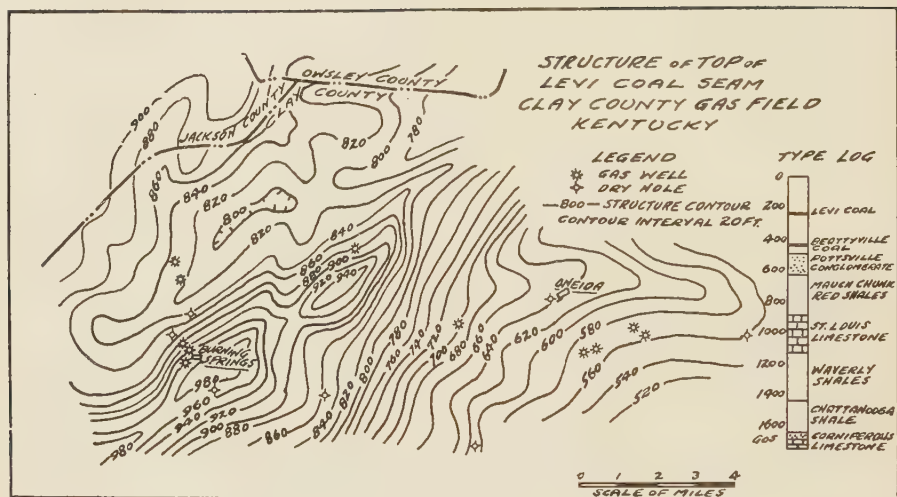 STRUCTURE OF TOP OF
LEVI COAL SEAM
CLAY COUNTY GAS FIELD
KENTUCKY
LEGEND
GAS WELL
DRY HOLE
—800— STRUCTURE CONTOUR
CONTOUR INTERVAL 20FT.
TYPE LOG
0
200
LEVI COAL
400
BEATTYVILLE
COAL
POTTSVILLE
CONGLOMERATE
600
MAUCH CHUNK
RED SHALES
800
1000
ST. LOUIS
LIMESTONE
1200
WAVERLY
SHALES
1400
CHATTANOOGA
SHALE
1600
GAS
CORNIFEROUS
LIMESTONE
OWSLEY COUNTY
CLAY COUNTY
JACKSON COUNTY
900
880
860
840
820
800
820
820
800
780
840
860
880
900
920
940
ONEIDA
780
760
740
720
700
680
660
640
620
600
580
560
540
520
BURNING
SPRINGS
980
960
940
920
900
880
860
840
820
800
980
0 1 2 3 4
SCALE OF MILES